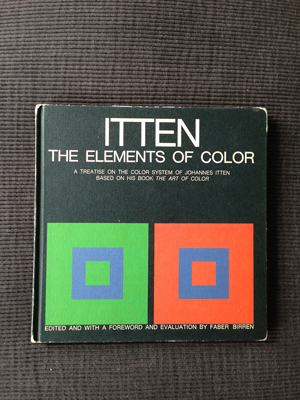 ITTEN
THE ELEMENTS OF COLOR
A TREATISE ON THE COLOR SYSTEM OF JOHANNES ITTEN
BASED ON HIS BOOK THE ART OF COLOR
EDITED AND WITH A FOREWORD AND EVALUATION BY FABER BIRREN